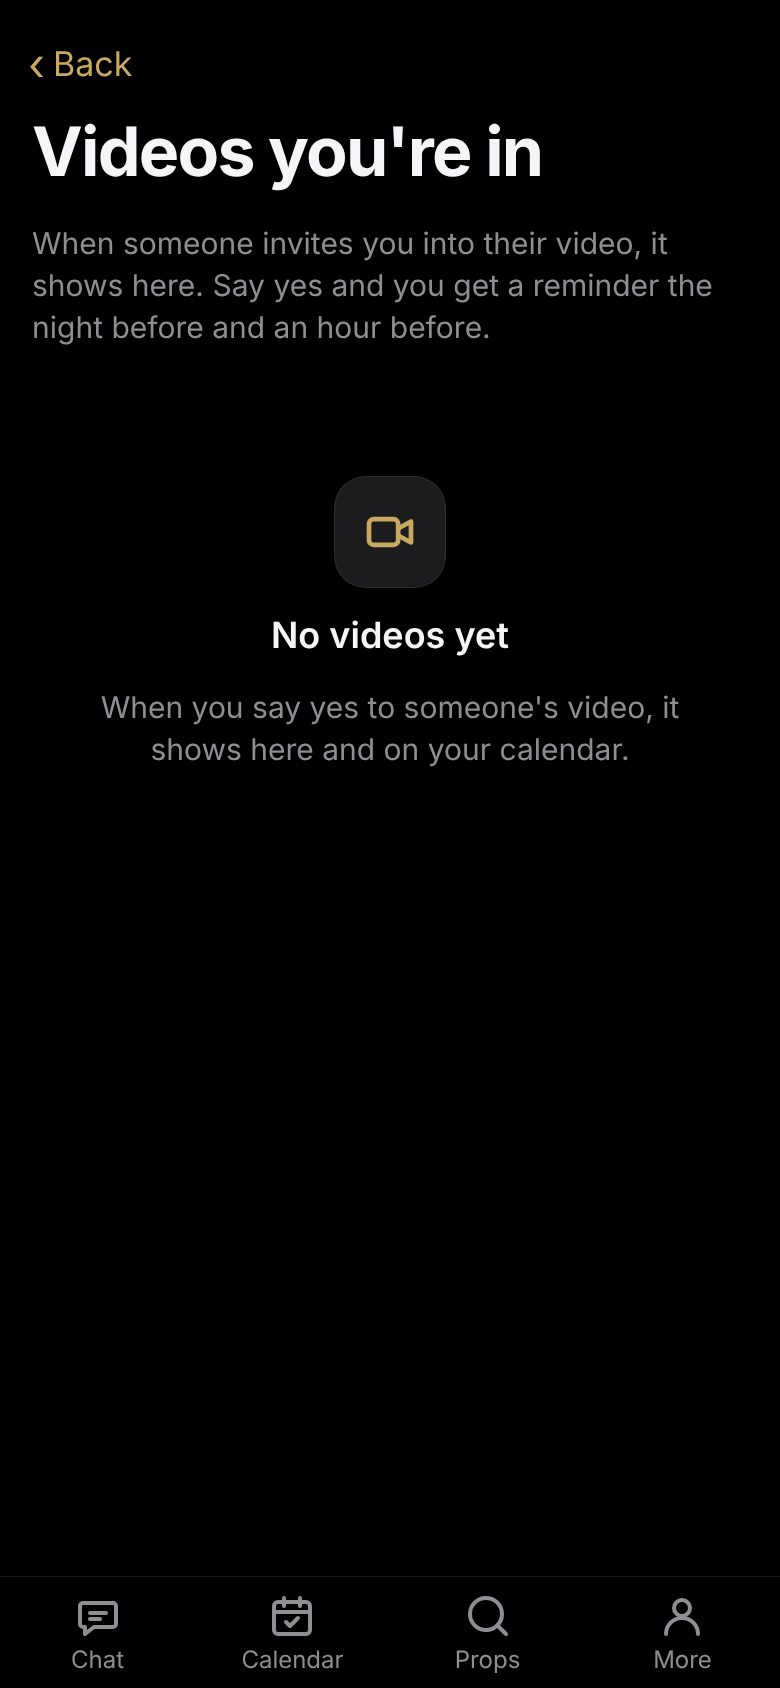 Back
Videos you're in
When someone invites you into their video, it
shows here. Say yes and you get a reminder the
night before and an hour before.
No videos yet
When you say yes to someone's video, it
shows here and on your calendar.
Chat
Calendar
Props
More